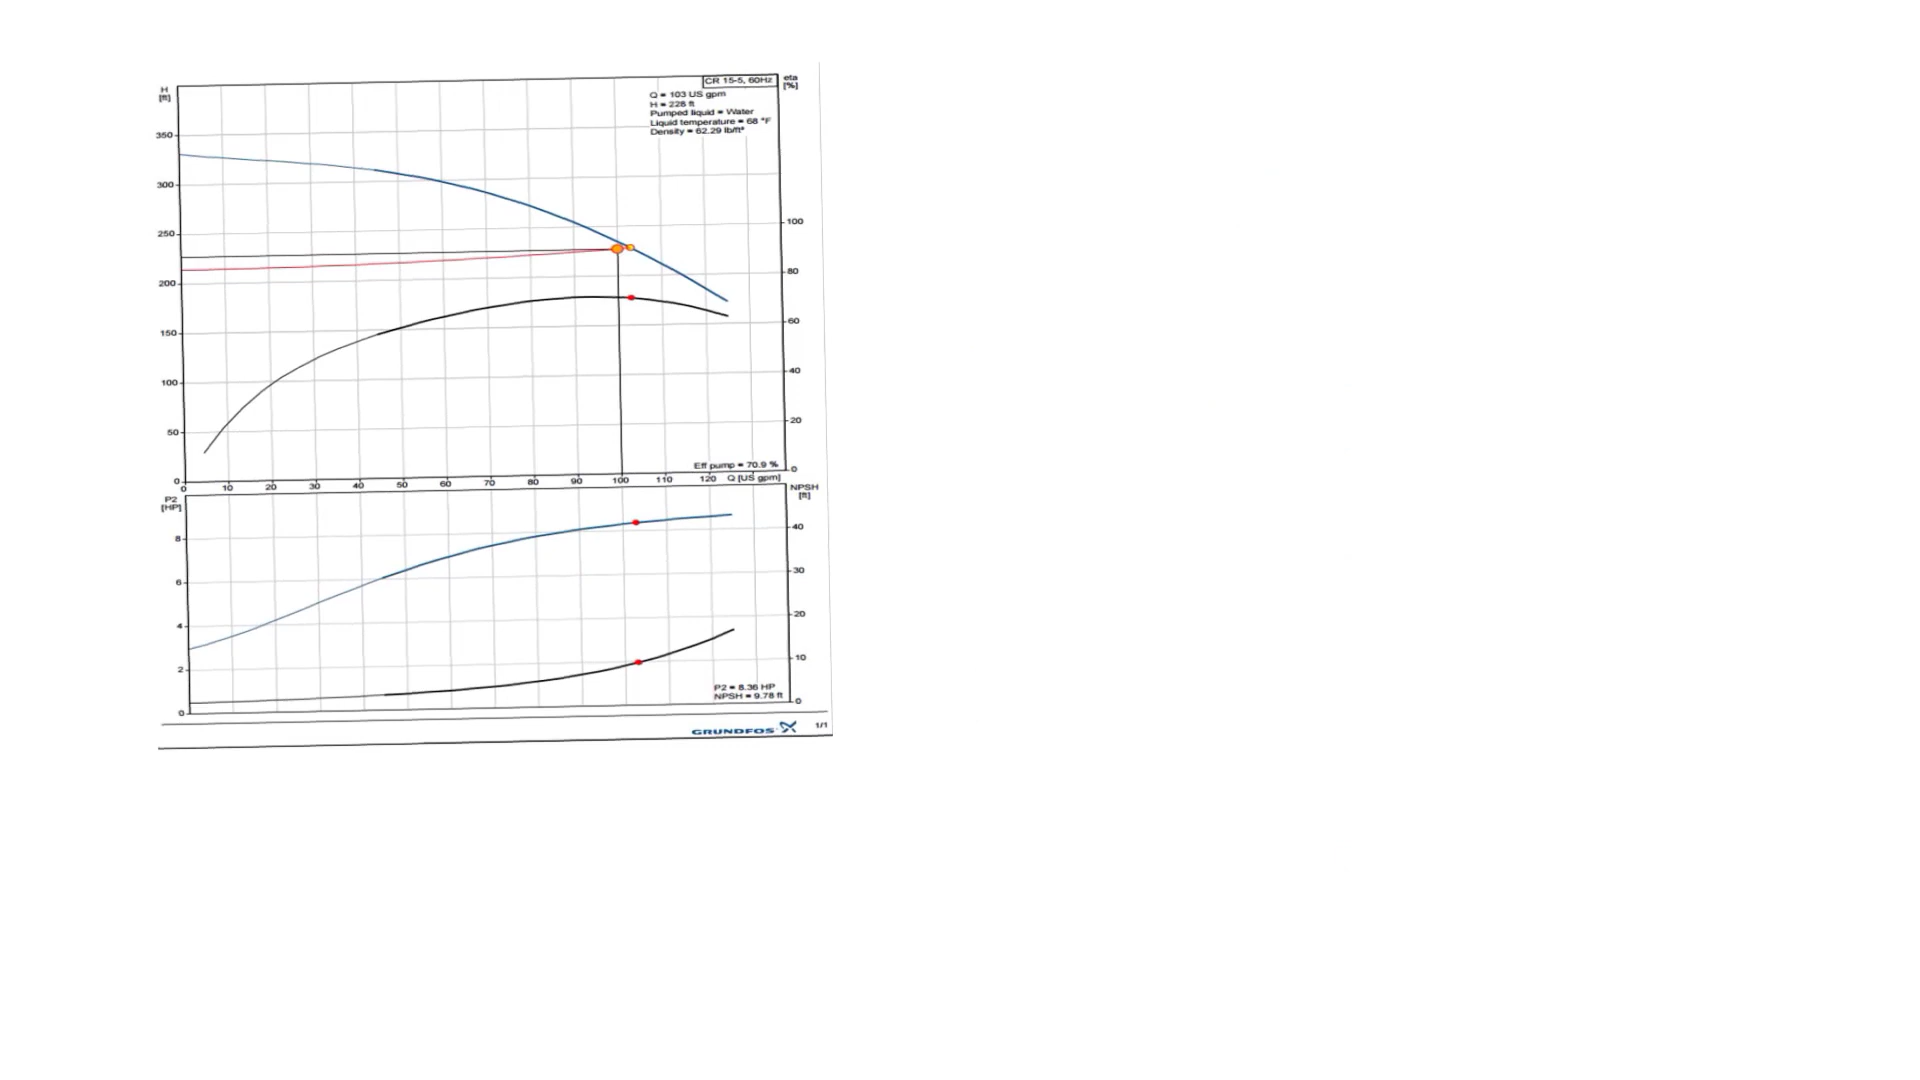 CR 15-5, 60Hz
H
[ft]
eta
[%]
Q = 103 US gpm
H = 228 ft
Pumped liquid = Water
Liquid temperature = 68 °F
Density = 62.29 lb/ft³
350
300
250
200
150
100
50
0
100
80
60
40
20
0
Eff pump = 70.9 %
0 10 20 30 40 50 60 70 80 90 100 110 120 Q [US gpm]
P2
[HP]
NPSH
[ft]
8
6
4
2
0
40
30
20
10
0
P2 = 8.36 HP
NPSH = 9.78 ft
GRUNDFOS
1/1